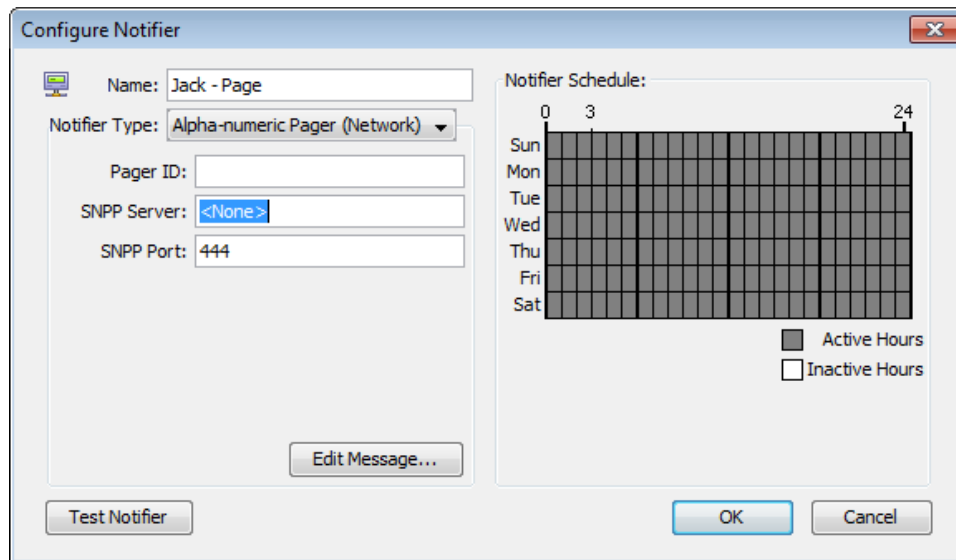 Configure Notifier
Name: Jack - Page
Notifier Type: Alpha-numeric Pager (Network)
Pager ID:
SNPP Server: <None>
SNPP Port: 444
Edit Message...
Test Notifier
Notifier Schedule:
0 3 24
Sun
Mon
Tue
Wed
Thu
Fri
Sat
Active Hours
Inactive Hours
OK Cancel